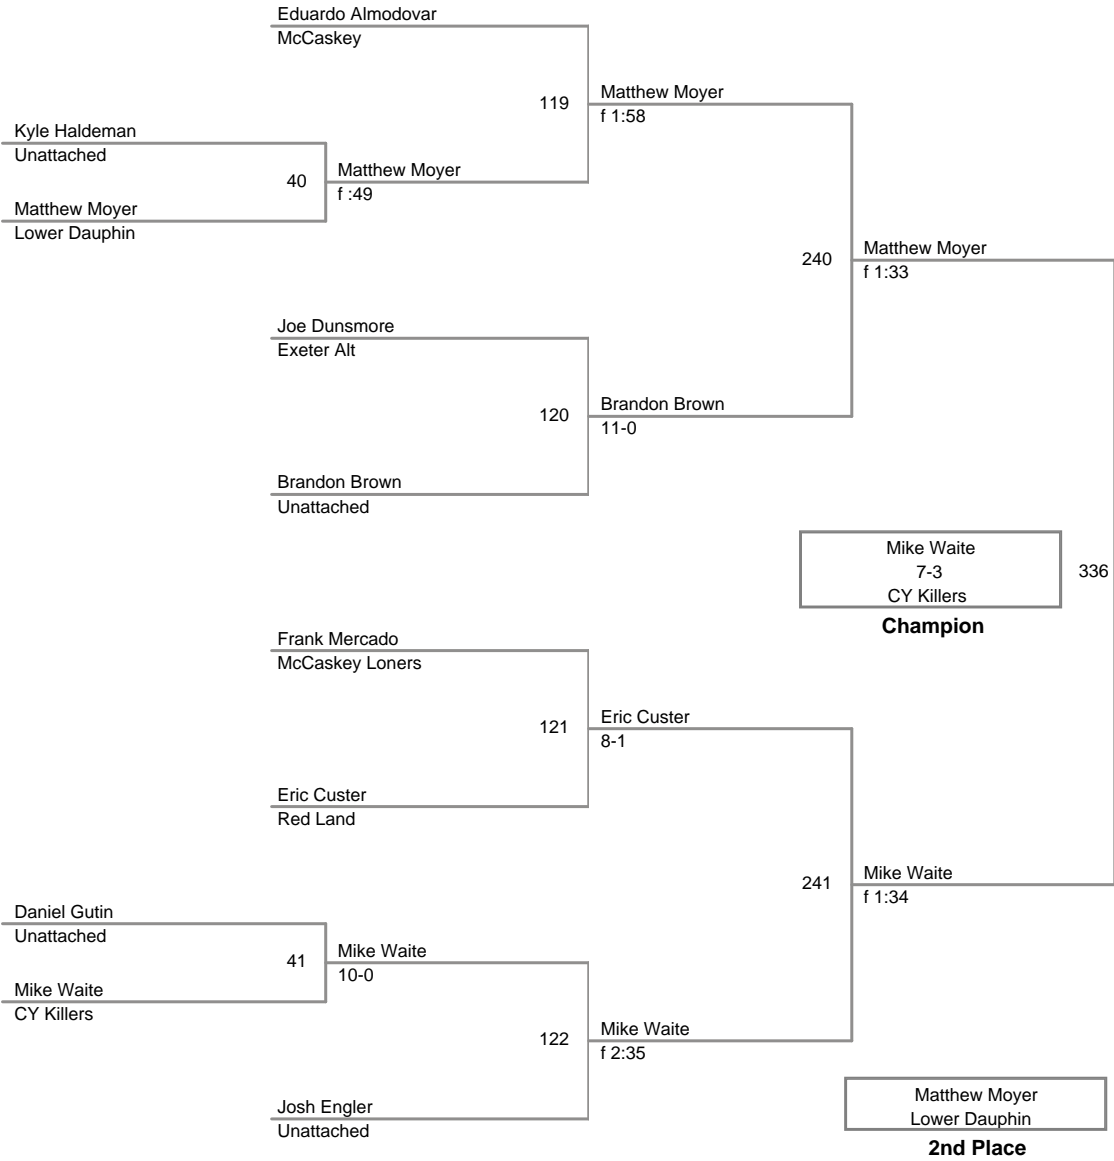 Eduardo Almodovar
McCaskey
119
Matthew Moyer
f 1:58
Kyle Haldeman
Unattached
40
Matthew Moyer
f :49
Matthew Moyer
Lower Dauphin
240
Matthew Moyer
f 1:33
Joe Dunsmore
Exeter Alt
120
Brandon Brown
11-0
Brandon Brown
Unattached
Mike Waite
7-3
CY Killers
336
Champion
Frank Mercado
McCaskey Loners
121
Eric Custer
8-1
Eric Custer
Red Land
241
Mike Waite
f 1:34
Daniel Gutin
Unattached
41
Mike Waite
10-0
Mike Waite
CY Killers
122
Mike Waite
f 2:35
Josh Engler
Unattached
Matthew Moyer
Lower Dauphin
2nd Place